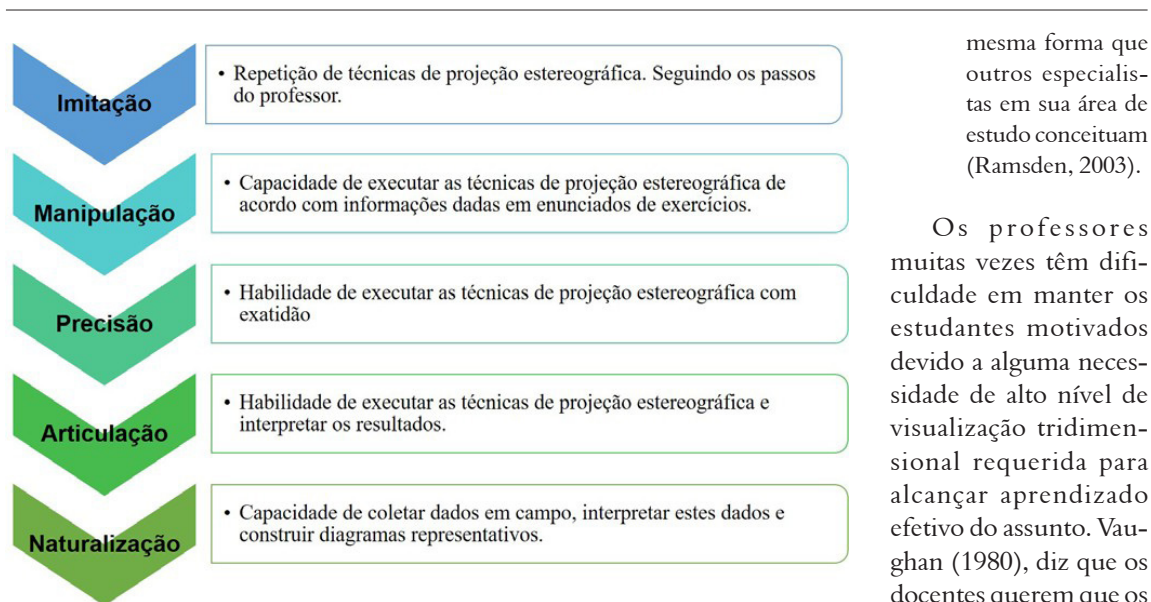 Imitação
• Repetição de técnicas de projeção estereográfica. Seguindo os passos
do professor.
Manipulação
• Capacidade de executar as técnicas de projeção estereográfica de
acordo com informações dadas em enunciados de exercícios.
Precisão
• Habilidade de executar as técnicas de projeção estereográfica com
exatidão
Articulação
• Habilidade de executar as técnicas de projeção estereográfica e
interpretar os resultados.
Naturalização
• Capacidade de coletar dados em campo, interpretar estes dados e
construir diagramas representativos.
mesma forma que
outros especialis-
tas em sua área de
estudo conceituam
(Ramsden, 2003).
Os professores
muitas vezes têm difi-
culdade em manter os
estudantes motivados
devido a alguma neces-
sidade de alto nível de
visualização tridimen-
sional requerida para
alcançar aprendizado
efetivo do assunto. Vau-
ghan (1980), diz que os
docentes querem que os